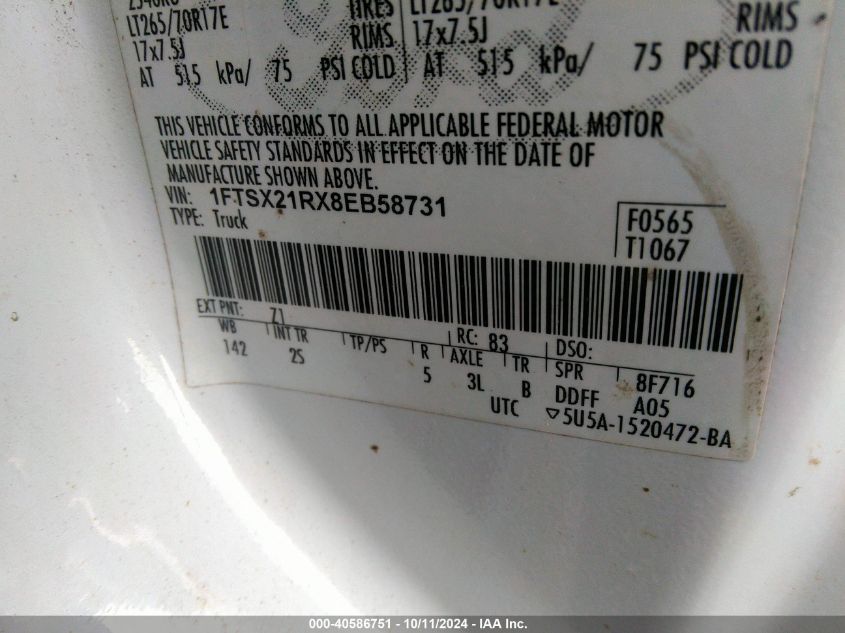 LT265/70R17E TIRES LT265/70R17E RIMS
17x7.5J RIMS 17x7.5J
AT 515 kPa/ 75 PSI COLD AT 515 kPa/ 75 PSI COLD
THIS VEHICLE CONFORMS TO ALL APPLICABLE FEDERAL MOTOR
VEHICLE SAFETY STANDARDS IN EFFECT ON THE DATE OF
MANUFACTURE SHOWN ABOVE.
VIN: 1FTSX21RX8EB58731
TYPE: Truck
F0565
T1067
EXT PNT: Z1 RC: 83 DSO:
WB INT TR TP/PS R AXLE TR SPR 8F716
142 2S 5 3L B DDFF A05
UTC ▽5U5A-1520472-BA
000-40586751 - 10/11/2024 - IAA Inc.